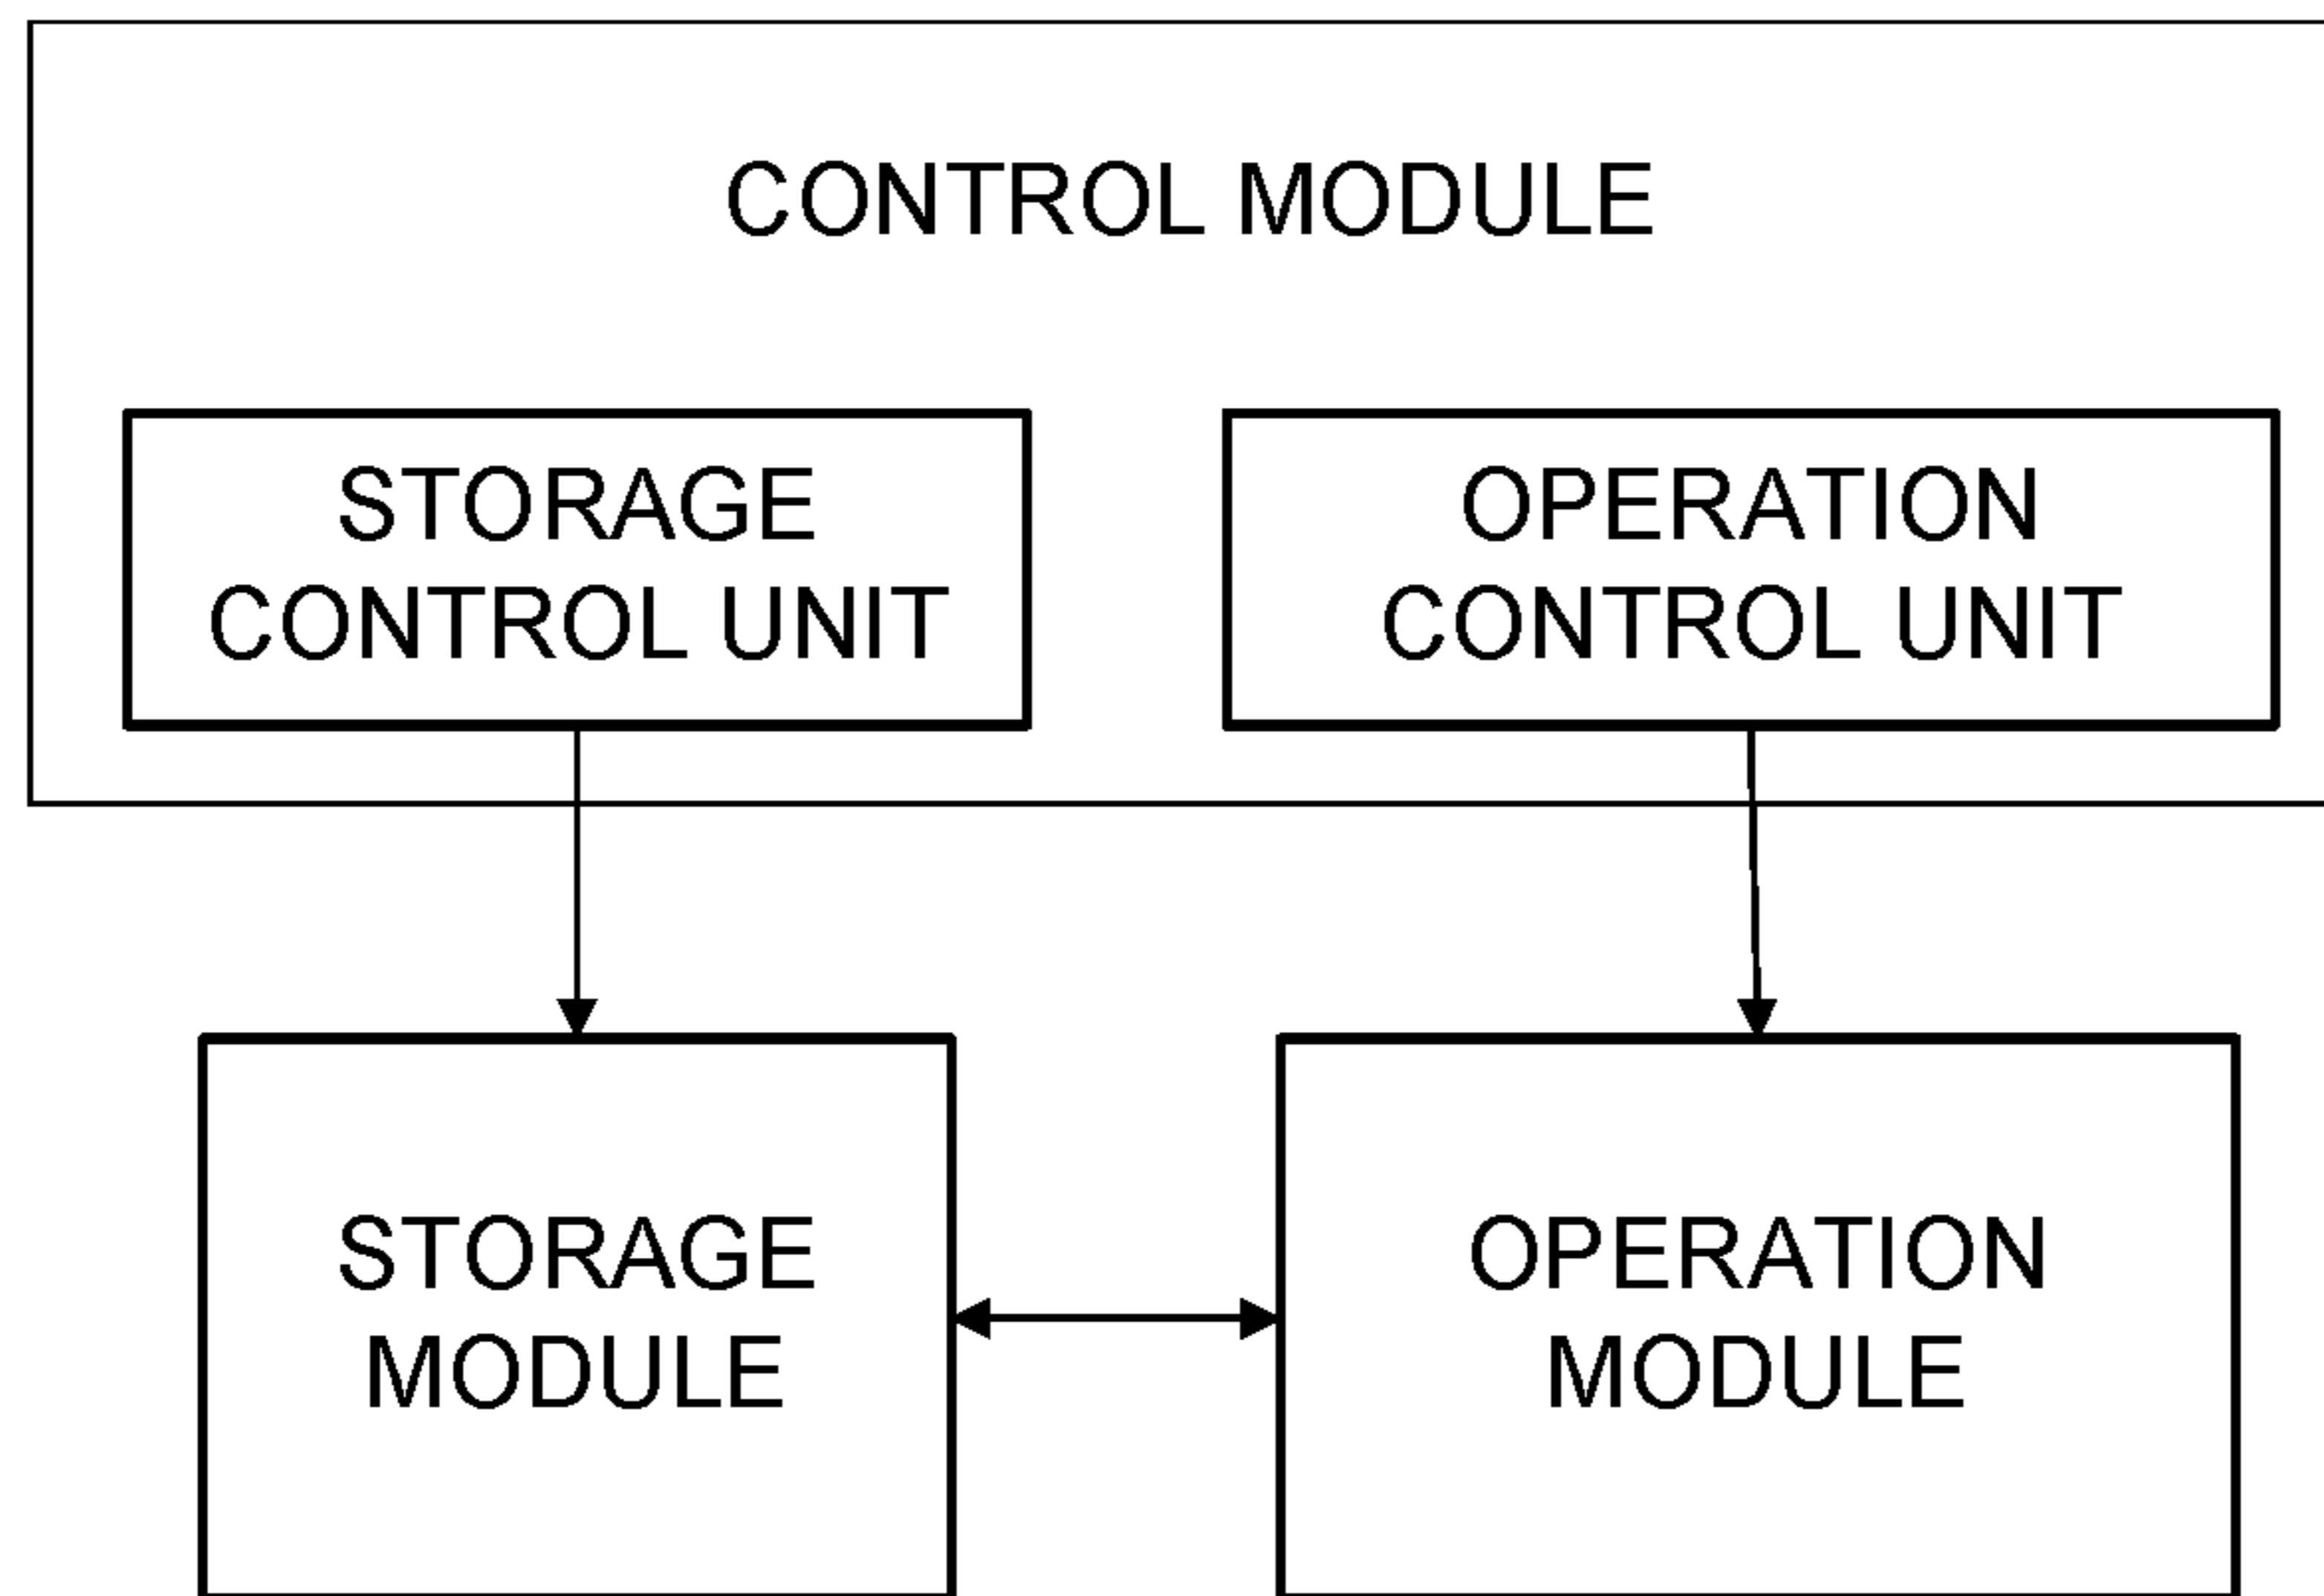 CONTROL MODULE
STORAGE
CONTROL UNIT
OPERATION
CONTROL UNIT
STORAGE
MODULE
OPERATION
MODULE